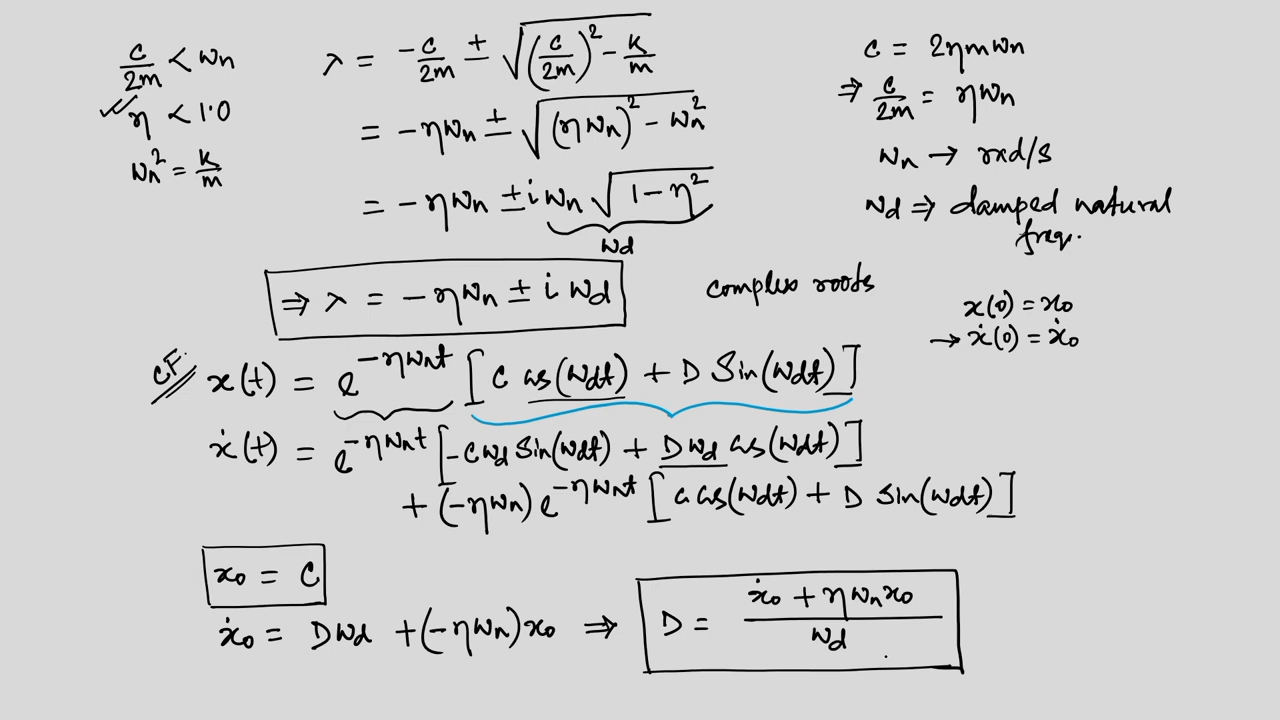 c/2m < ωn
η < 1.0
ωn² = k/m
λ = -c/2m ± √((c/2m)² - k/m)
= -ηωn ± √((ηωn)² - ωn²)
= -ηωn ± i ωn √(1-η²)
ωd
⇒ λ = -ηωn ± i ωd
complex roots
c = 2ηmωn
⇒ c/2m = ηωn
ωn → rad/s
ωd ⇒ damped natural
freq.
x(0) = x₀
→ ẋ(0) = ẋ₀
CF.
x(t) = e^(-ηωnt) [C cos(ωdt) + D Sin(ωdt)]
ẋ(t) = e^(-ηωnt) [-Cωd Sin(ωdt) + Dωd cos(ωdt)]
+ (-ηωn) e^(-ηωnt) [C cos(ωdt) + D Sin(ωdt)]
x₀ = C
ẋ₀ = Dωd + (-ηωn)x₀ ⇒ D = (ẋ₀ + ηωnx₀)/ωd